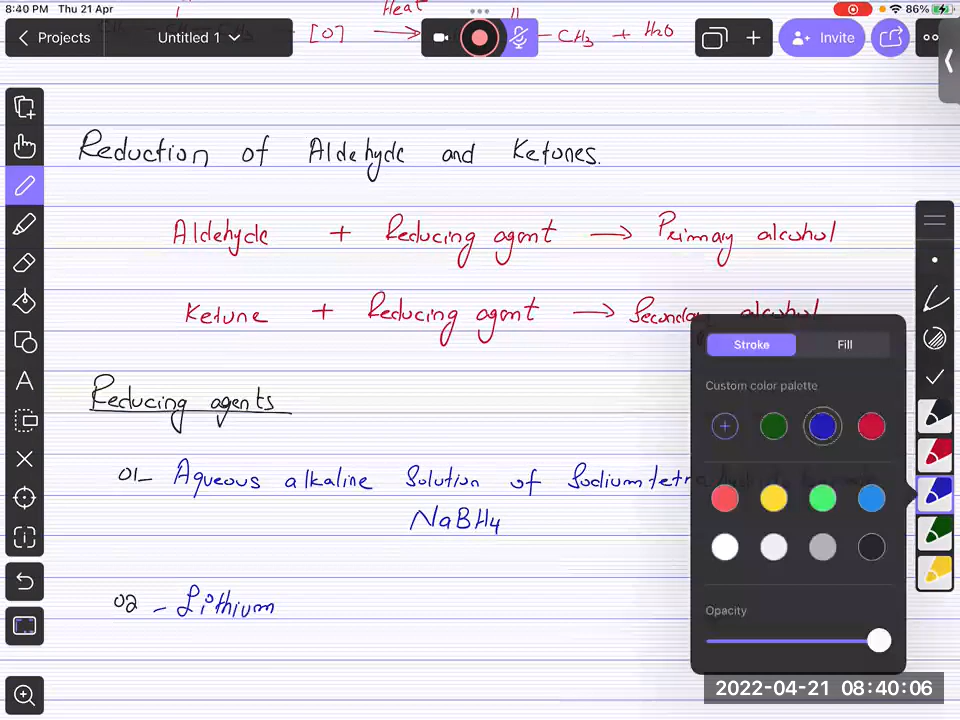 8:40 PM Thu 21 Apr
86%
Heat
Projects
Untitled 1
[O]
CH3 + H2O
Invite
Reduction of Aldehyde and Ketones.
Aldehyde + Reducing agent → Primary alcohol
Ketone + Reducing agent → Secondary alcohol
Stroke Fill
Custom color palette
Reducing agents
01- Aqueous alkaline Solution of Sodiumtetra
NaBH4
02 - Lithium
Opacity
2022-04-21 08:40:06